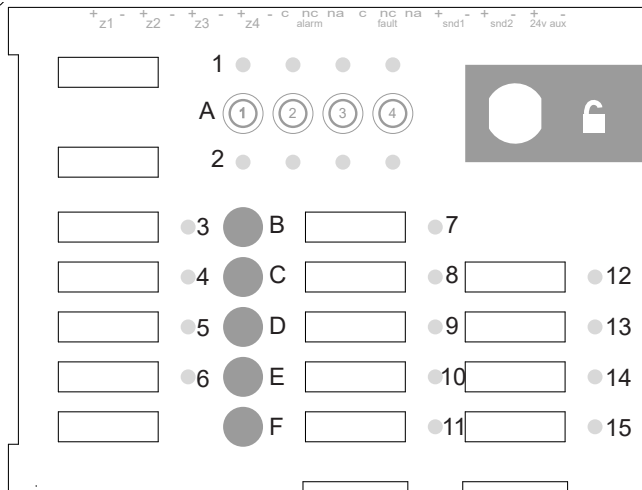 + - + - + - + - c nc na c nc na + - + - + -
z1 z2 z3 z4 alarm fault snd1 snd2 24v aux
1
A 1 2 3 4
2
3 B 7
4 C 8 12
5 D 9 13
6 E 10 14
F 11 15